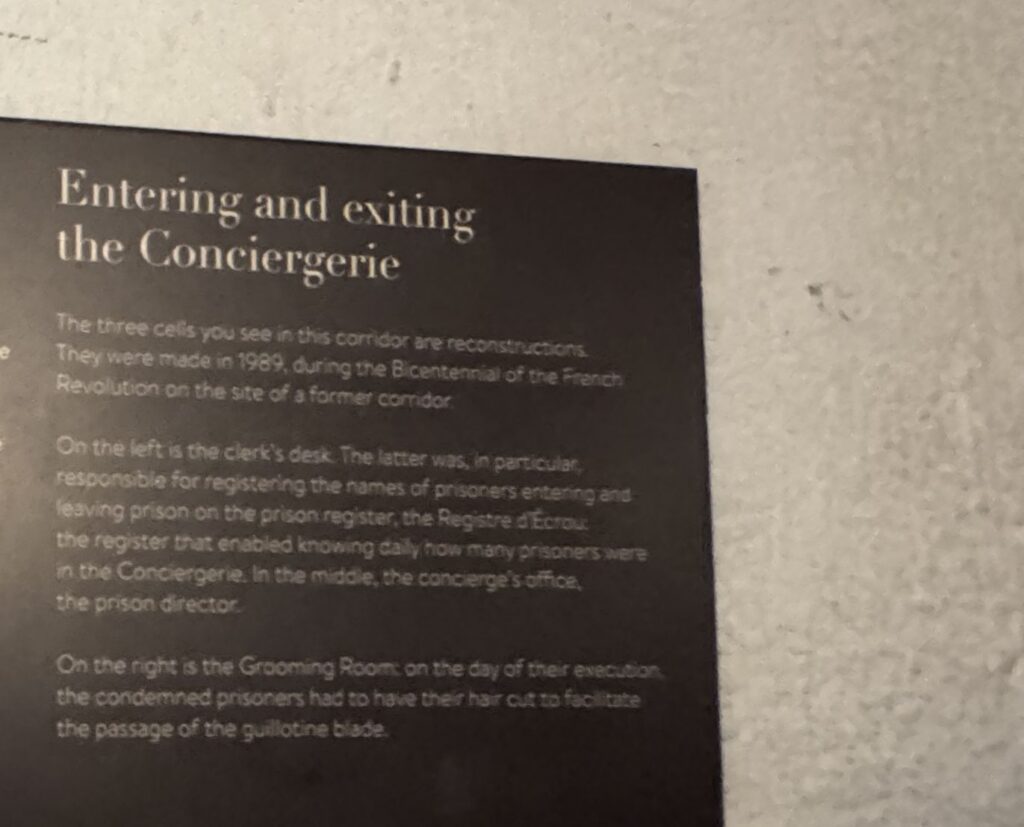 Entering and exiting
the Conciergerie
The three cells you see in this corridor are reconstructions.
They were made in 1989, during the Bicentennial of the French
Revolution on the site of a former corridor.
On the left is the clerk's desk. The latter was, in particular,
responsible for registering the names of prisoners entering and
leaving prison on the prison register, the Registre d'Écrou:
the register that enabled knowing daily how many prisoners were
in the Conciergerie. In the middle, the concierge's office,
the prison director.
On the right is the Grooming Room: on the day of their execution,
the condemned prisoners had to have their hair cut to facilitate
the passage of the guillotine blade.